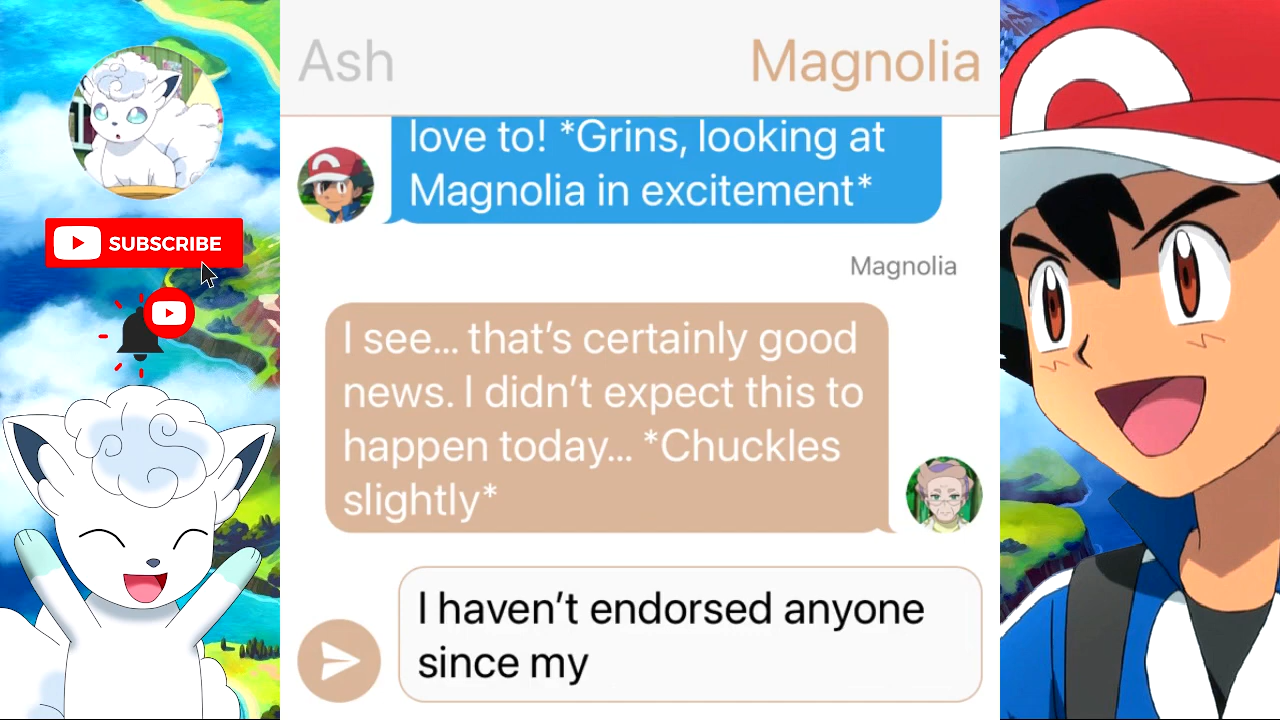 Ash
Magnolia
love to! *Grins, looking at
Magnolia in excitement*
SUBSCRIBE
Magnolia
I see... that’s certainly good
news. I didn’t expect this to
happen today... *Chuckles
slightly*
I haven’t endorsed anyone
since my